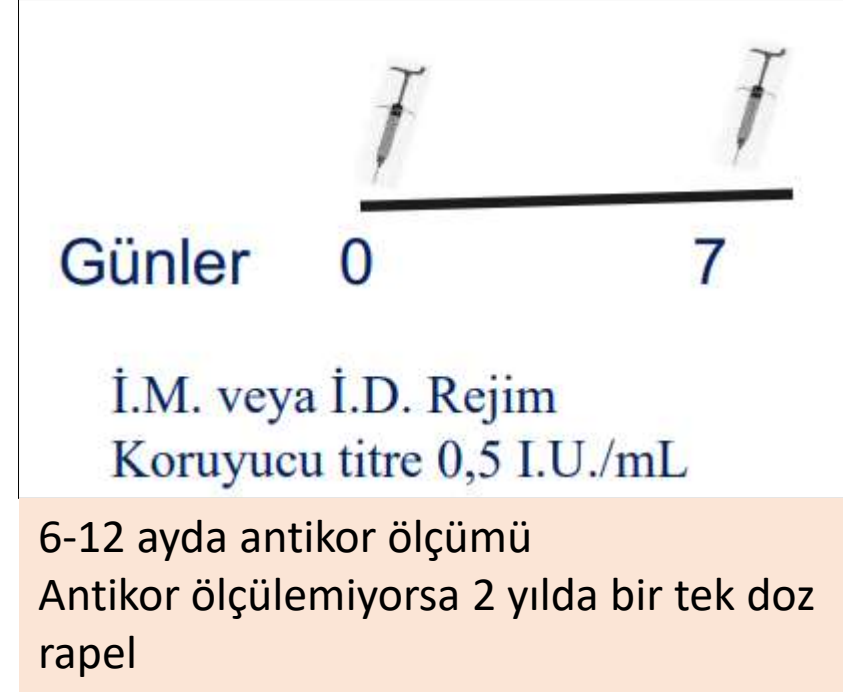 Günler 0 7
İ.M. veya İ.D. Rejim
Koruyucu titre 0,5 I.U./mL
6-12 ayda antikor ölçümü
Antikor ölçülemiyorsa 2 yılda bir tek doz
rapel